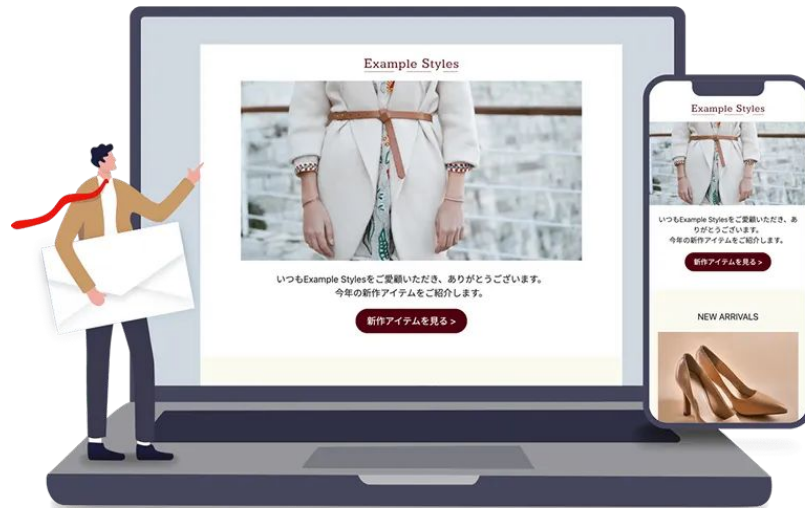 Example Styles
いつもExample Stylesをご愛顧いただき、ありがとうございます。
今年の新作アイテムをご紹介します。
新作アイテムを見る >
Example Styles
いつもExample Stylesをご愛顧いただき、あ
りがとうございます。
今年の新作アイテムをご紹介します。
新作アイテムを見る >
NEW ARRIVALS